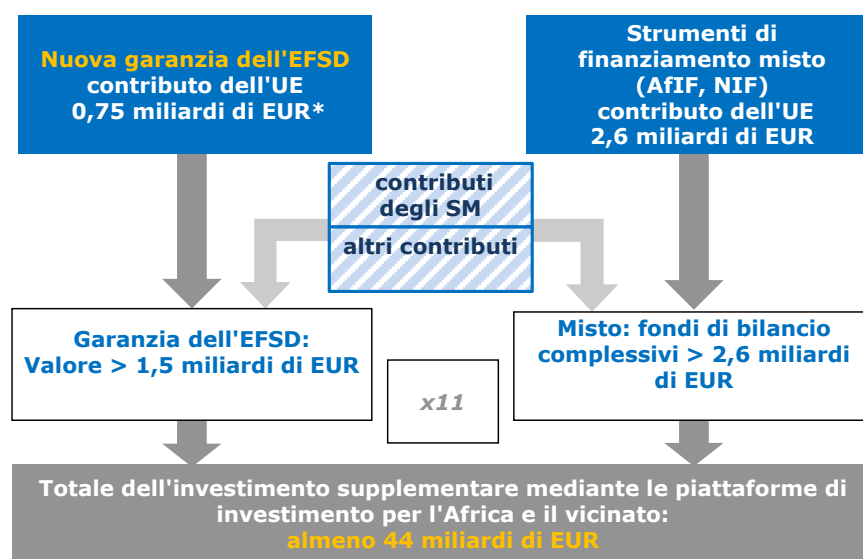 Nuova garanzia dell'EFSD
contributo dell'UE
0,75 miliardi di EUR*
Strumenti di
finanziamento misto
(AfIF, NIF)
contributo dell'UE
2,6 miliardi di EUR
contributi
degli SM
altri contributi
Garanzia dell'EFSD:
Valore > 1,5 miliardi di EUR
Misto: fondi di bilancio
complessivi > 2,6 miliardi
di EUR
x11
Totale dell'investimento supplementare mediante le piattaforme di
investimento per l'Africa e il vicinato:
almeno 44 miliardi di EUR